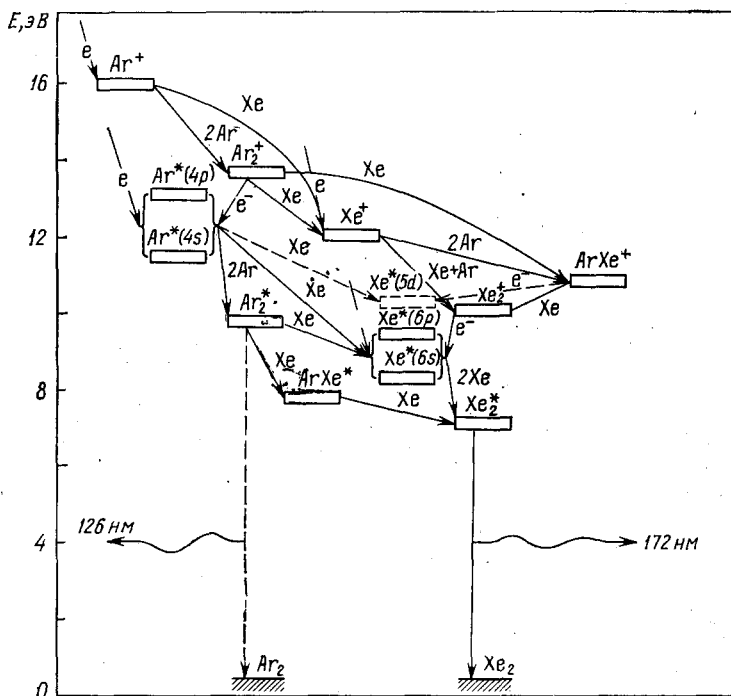 E, эВ
e
Ar⁺
16
Xe
2Ar
Ar₂⁺
Xe
e
Ar*(4p)
e
e⁻
Xe
Xe⁺
12
Ar*(4s)
2Ar
Xe
Xe+Ar
ArXe⁺
Xe*(5d)
e⁻
2Ar
Xe
Xe₂⁺
Ar₂*
Xe
Xe*(6p)
e⁻
Xe
Xe
ArXe*
Xe*(6s)
8
2Xe
Xe
Xe₂*
126 нм
4
172 нм
Ar₂
Xe₂
0